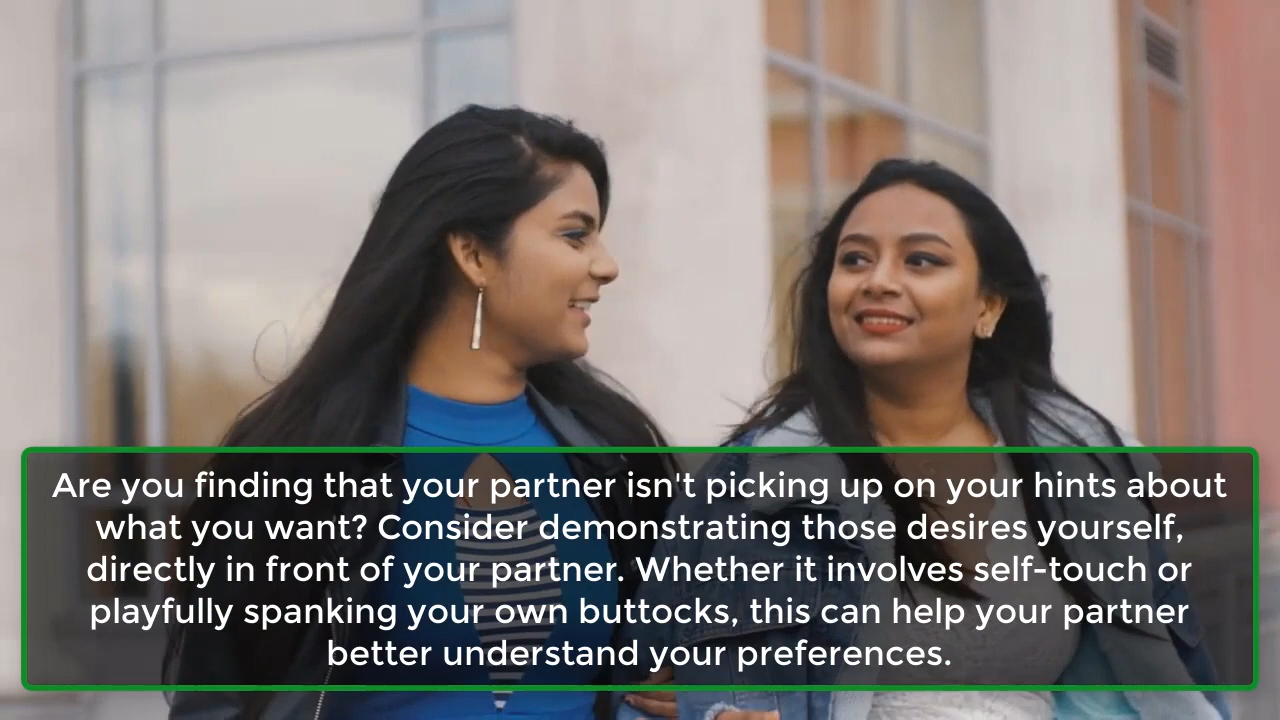 Are you finding that your partner isn't picking up on your hints about
what you want? Consider demonstrating those desires yourself,
directly in front of your partner. Whether it involves self-touch or
playfully spanking your own buttocks, this can help your partner
better understand your preferences.